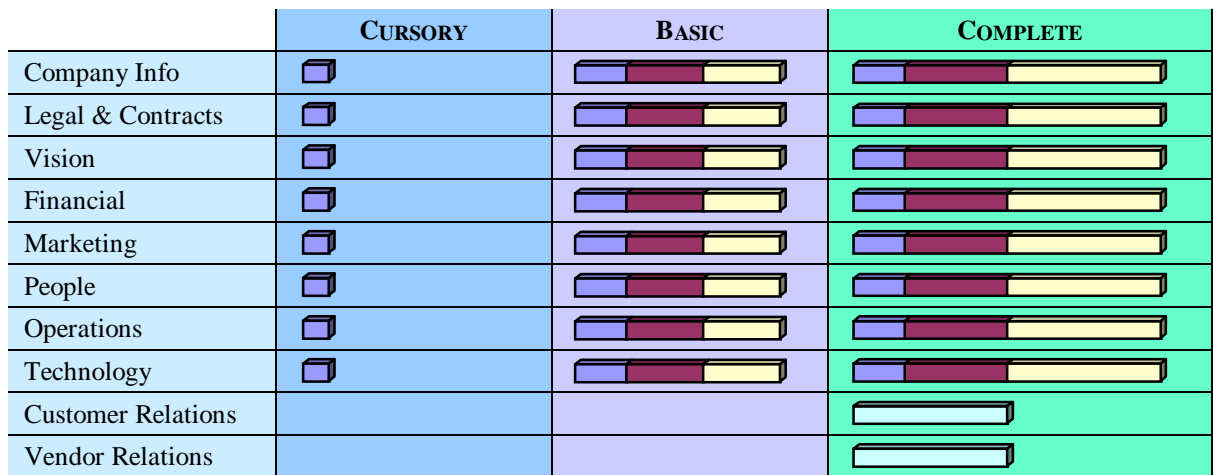 CURSORY BASIC COMPLETE
Company Info
Legal & Contracts
Vision
Financial
Marketing
People
Operations
Technology
Customer Relations
Vendor Relations